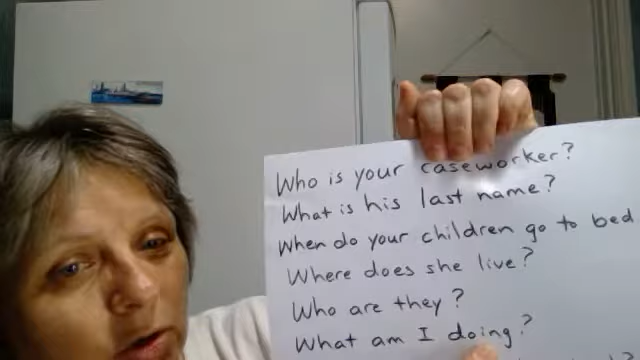 Who is your caseworker?
What is his last name?
When do your children go to bed
Where does she live?
Who are they?
What am I doing?